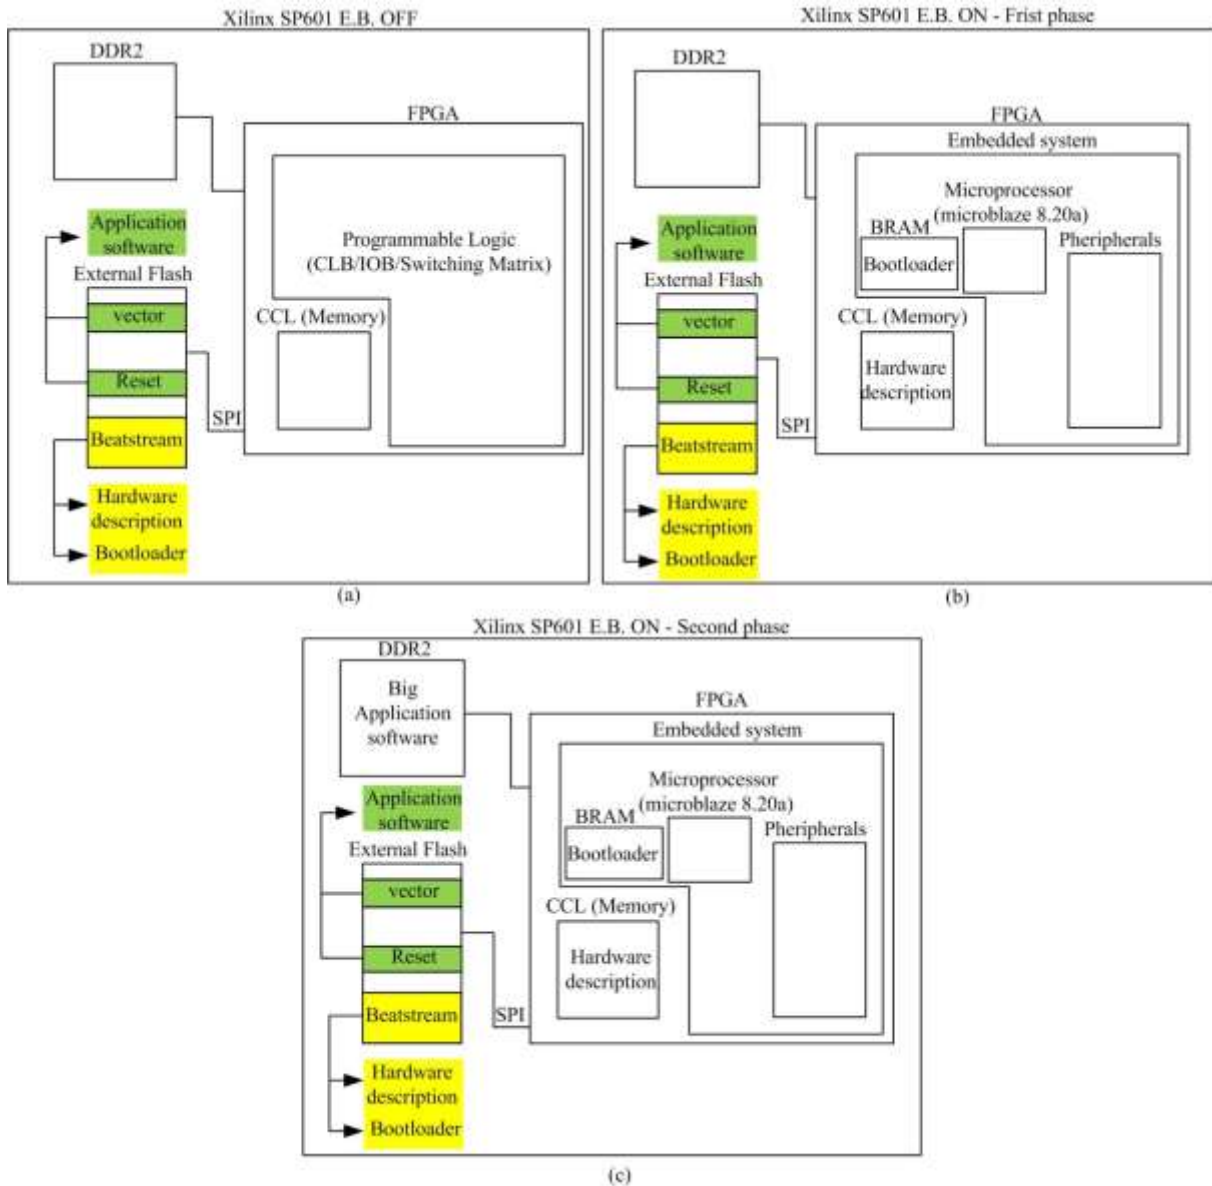 Xilinx SP601 E.B. OFF
DDR2
FPGA
Programmable Logic
(CLB/IOB/Switching Matrix)
CCL (Memory)
Application
software
External Flash
vector
Reset
Beatstream
SPI
Hardware
description
Bootloader
(a)
Xilinx SP601 E.B. ON - Frist phase
DDR2
FPGA
Embedded system
Microprocessor
(microblaze 8.20a)
BRAM
Bootloader
Pheripherals
CCL (Memory)
Hardware
description
Application
software
External Flash
vector
Reset
Beatstream
SPI
Hardware
description
Bootloader
(b)
Xilinx SP601 E.B. ON - Second phase
DDR2
Big
Application
software
FPGA
Embedded system
Microprocessor
(microblaze 8.20a)
BRAM
Bootloader
Pheripherals
CCL (Memory)
Hardware
description
Application
software
External Flash
vector
Reset
Beatstream
SPI
Hardware
description
Bootloader
(c)